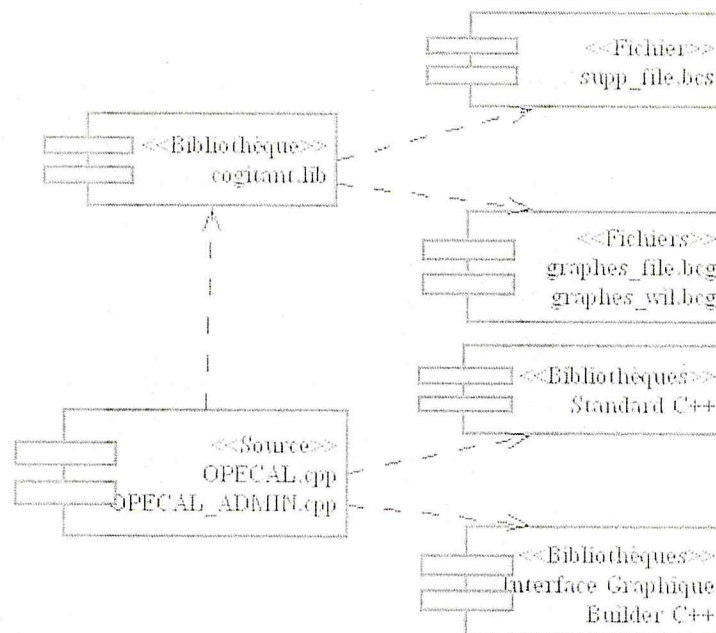 <<Fichier>>
supp_file.bcs
<<Bibliothèque>>
cogitant.lib
<<Fichiers>>
graphes_file.bcg
graphes_wil.bcg
<<Bibliothèques>>
Standard C++
<<Source>>
OPECAL.cpp
OPECAL_ADMIN.cpp
<<Bibliothèques>>
Interface Graphique
Builder C++